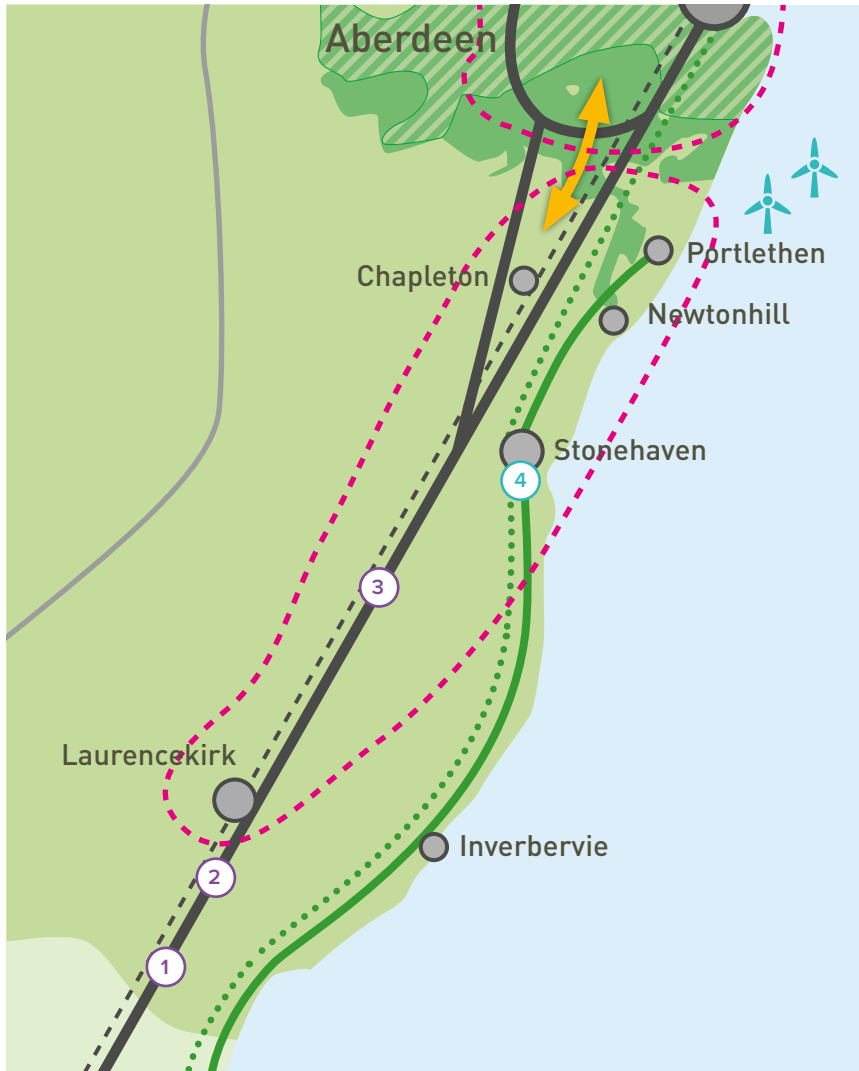 Aberdeen
Portlethen
Chapleton
Newtonhill
Stonehaven
4
3
Laurencekirk
Inverbervie
2
1